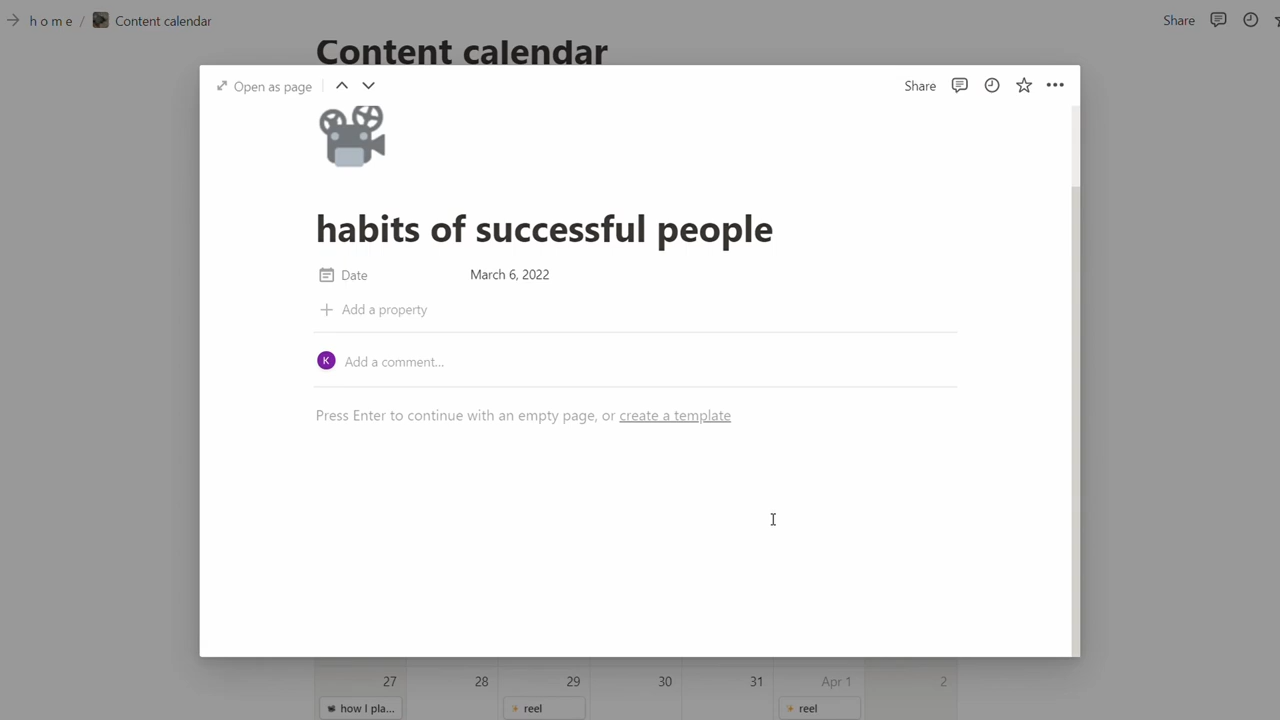 h o m e / Content calendar
Share
Content calendar
Open as page
Share
habits of successful people
Date March 6, 2022
Add a property
K Add a comment...
Press Enter to continue with an empty page, or create a template
27 28 29 30 31 Apr 1 2
how I pla... reel reel